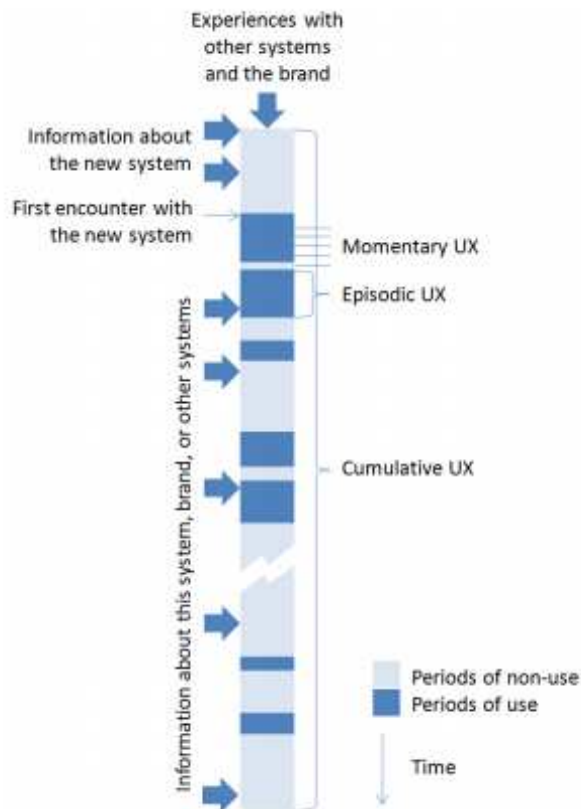 Experiences with
other systems
and the brand
Information about
the new system
First encounter with
the new system
Momentary UX
Episodic UX
Information about this system, brand, or other systems
Cumulative UX
Periods of non-use
Periods of use
Time